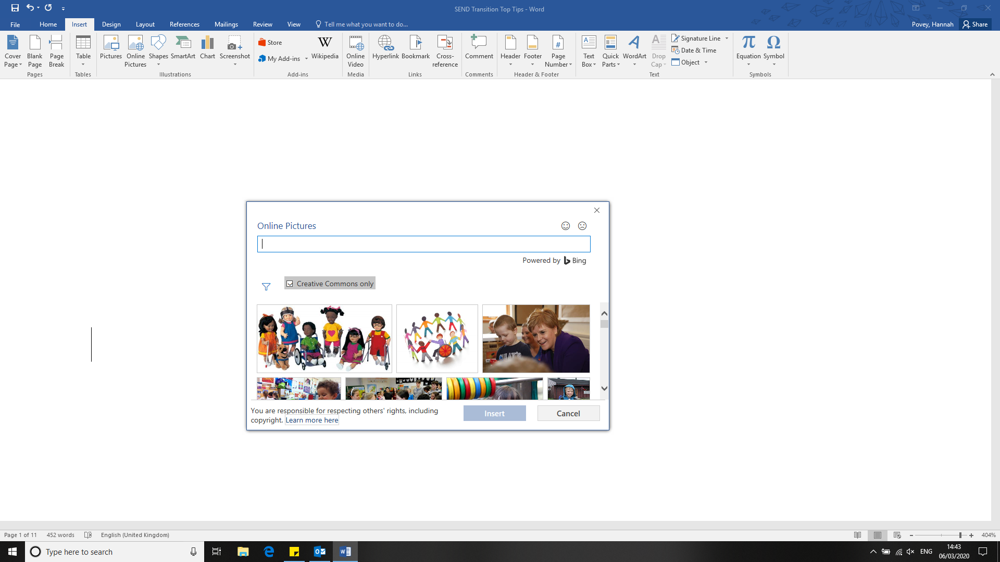 SEND Transition Top Tips - Word
File Home Insert Design Layout References Mailings Review View Tell me what you want to do... Povey, Hannah Share
Cover Page
Blank Page
Page Break
Pages
Table
Tables
Pictures
Online Pictures
Shapes
SmartArt
Chart
Screenshot
Illustrations
Store
My Add-ins
Wikipedia
Add-ins
Online Video
Media
Hyperlink
Bookmark
Cross-reference
Links
Comment
Comments
Header
Footer
Page Number
Header & Footer
Text Box
Quick Parts
WordArt
Drop Cap
Signature Line
Date & Time
Object
Text
Equation
Symbol
Symbols
Online Pictures
Powered by Bing
Creative Commons only
You are responsible for respecting others' rights, including
copyright. Learn more here
Insert
Cancel
Page 1 of 11 452 words English (United Kingdom) 404%
Type here to search
ENG
14:43
06/03/2020